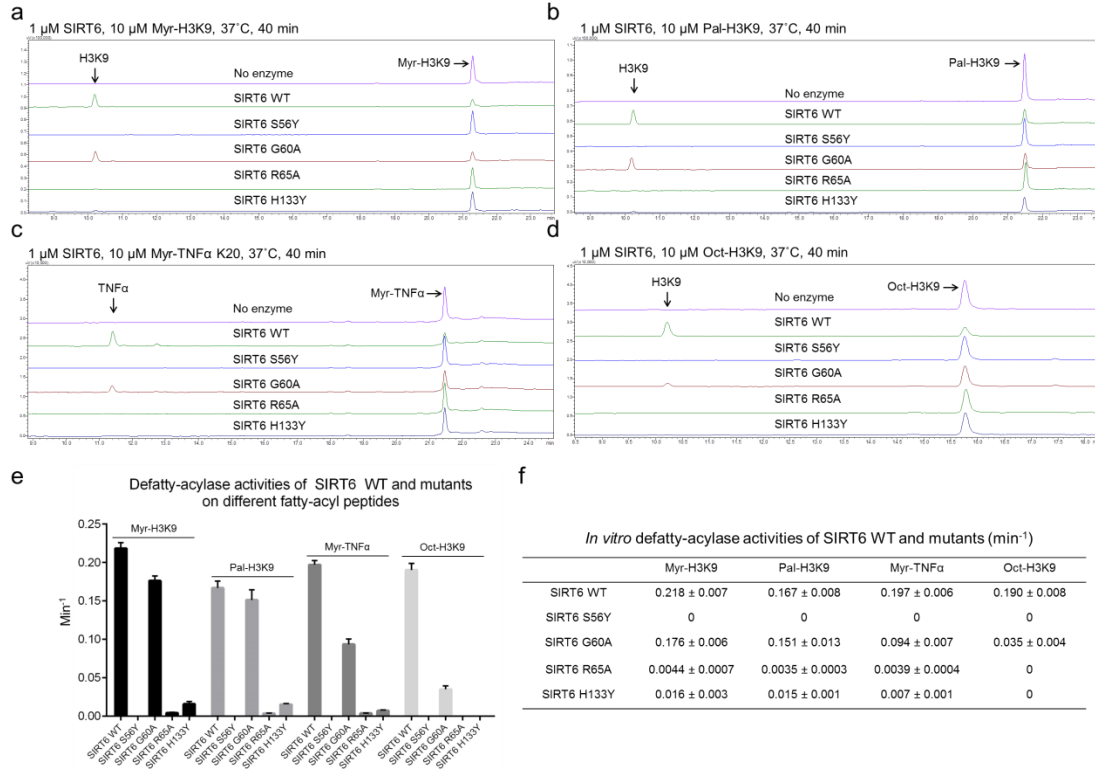 a
1 µM SIRT6, 10 µM Myr-H3K9, 37˚C, 40 min
H3K9
Myr-H3K9
No enzyme
SIRT6 WT
SIRT6 S56Y
SIRT6 G60A
SIRT6 R65A
SIRT6 H133Y
b
1 µM SIRT6, 10 µM Pal-H3K9, 37˚C, 40 min
H3K9
Pal-H3K9
No enzyme
SIRT6 WT
SIRT6 S56Y
SIRT6 G60A
SIRT6 R65A
SIRT6 H133Y
c
1 µM SIRT6, 10 µM Myr-TNFα K20, 37˚C, 40 min
TNFα
Myr-TNFα
No enzyme
SIRT6 WT
SIRT6 S56Y
SIRT6 G60A
SIRT6 R65A
SIRT6 H133Y
d
1 µM SIRT6, 10 µM Oct-H3K9, 37˚C, 40 min
H3K9
Oct-H3K9
No enzyme
SIRT6 WT
SIRT6 S56Y
SIRT6 G60A
SIRT6 R65A
SIRT6 H133Y
e
Defatty-acylase activities of SIRT6 WT and mutants
on different fatty-acyl peptides
Myr-H3K9
Pal-H3K9
Myr-TNFα
Oct-H3K9
Min⁻¹
0.25
0.20
0.15
0.10
0.05
0.00
SIRT6 WT
SIRT6 S56Y
SIRT6 G60A
SIRT6 R65A
SIRT6 H133Y
SIRT6 WT
SIRT6 S56Y
SIRT6 G60A
SIRT6 R65A
SIRT6 H133Y
SIRT6 WT
SIRT6 S56Y
SIRT6 G60A
SIRT6 R65A
SIRT6 H133Y
SIRT6 WT
SIRT6 S56Y
SIRT6 G60A
SIRT6 R65A
SIRT6 H133Y
f
In vitro defatty-acylase activities of SIRT6 WT and mutants (min⁻¹)
Myr-H3K9 Pal-H3K9 Myr-TNFα Oct-H3K9
SIRT6 WT 0.218 ± 0.007 0.167 ± 0.008 0.197 ± 0.006 0.190 ± 0.008
SIRT6 S56Y 0 0 0 0
SIRT6 G60A 0.176 ± 0.006 0.151 ± 0.013 0.094 ± 0.007 0.035 ± 0.004
SIRT6 R65A 0.0044 ± 0.0007 0.0035 ± 0.0003 0.0039 ± 0.0004 0
SIRT6 H133Y 0.016 ± 0.003 0.015 ± 0.001 0.007 ± 0.001 0